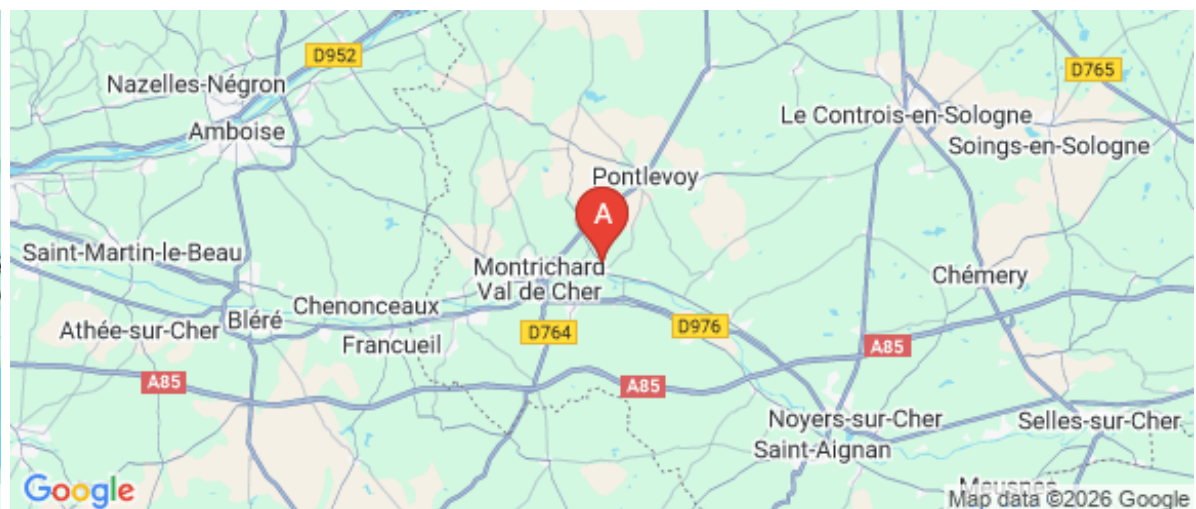 D952
Nazelles-Négron
D765
Amboise
Le Controis-en-Sologne
Soings-en-Sologne
Pontlevoy
A
Saint-Martin-le-Beau
Montrichard
Val de Cher
Chémery
Chenonceaux
Bléré
Athée-sur-Cher
Francueil
D764
D976
A85
A85
A85
Noyers-sur-Cher
Selles-sur-Cher
Saint-Aignan
Meusnes
Google
Map data ©2026 Google